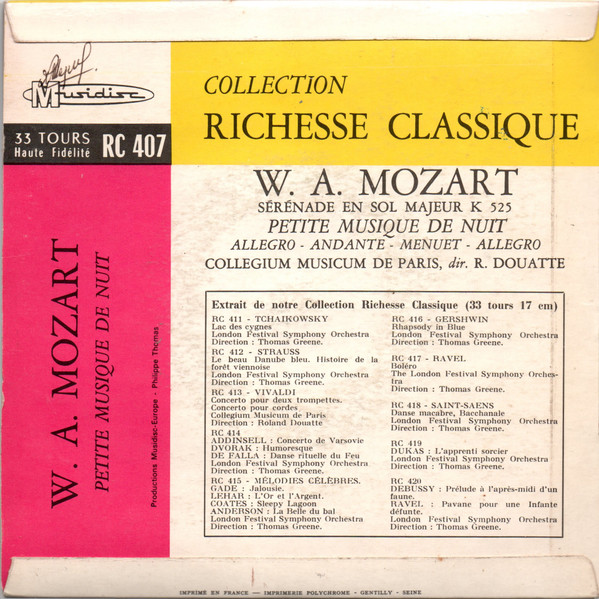 Musidisc
33 TOURS
Haute Fidélité
RC 407
COLLECTION
RICHESSE CLASSIQUE
W. A. MOZART
SÉRÉNADE EN SOL MAJEUR K 525
PETITE MUSIQUE DE NUIT
ALLEGRO - ANDANTE - MENUET - ALLEGRO
COLLEGIUM MUSICUM DE PARIS, dir. R. DOUATTE
W. A. MOZART
PETITE MUSIQUE DE NUIT
Productions Musidisc-Europe - Philippe Thomas
Extrait de notre Collection Richesse Classique (33 tours 17 cm)
RC 411 - TCHAIKOWSKY
Lac des cygnes
London Festival Symphony Orchestra
Direction : Thomas Greene.
RC 412 - STRAUSS
Le beau Danube bleu. Histoire de la
forêt viennoise
London Festival Symphony Orchestra
Direction : Thomas Greene.
RC 413 - VIVALDI
Concerto pour deux trompettes.
Concerto pour cordes
Collegium Musicum de Paris
Direction : Roland Douatte
RC 414
ADDINSELL : Concerto de Varsovie
DVORAK : Humoresque
DE FALLA : Danse rituelle du Feu
London Festival Symphony Orchestra
Direction : Thomas Greene.
RC 415 - MÉLODIES CÉLÈBRES.
GADE : Jalousie.
LEHAR : L'Or et l'Argent.
COATES : Sleepy Lagoon
ANDERSON : La Belle du bal
London Festival Symphony Orchestra
Direction : Thomas Greene.
RC 416 - GERSHWIN
Rhapsody in Blue
London Festival Symphony Orchestra
Direction : Thomas Greene.
RC 417 - RAVEL
Boléro
The London Festival Symphony Orches-
tra
Direction : Thomas Greene.
RC 418 - SAINT-SAENS
Danse macabre, Bacchanale
London Festival Symphony Orchestra
Direction : Thomas Greene.
RC 419
DUKAS : L'apprenti sorcier
London Festival Symphony Orchestra
Direction : Thomas Greene.
RC 420
DEBUSSY : Prélude à l'après-midi d'un
faune.
RAVEL : Pavane pour une Infante
défunte.
London Festival Symphony Orchestra
Direction : Thomas Greene.
IMPRIMÉ EN FRANCE — IMPRIMERIE POLYCHROME - GENTILLY - SEINE